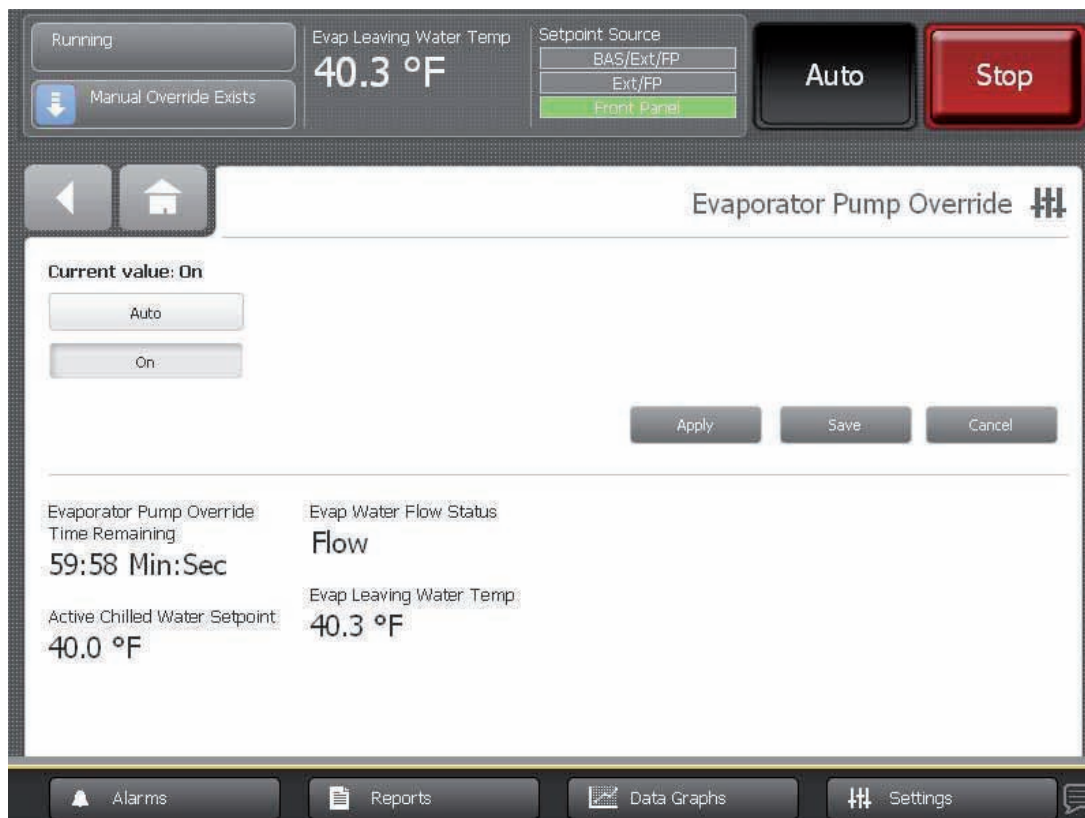 Running
Manual Override Exists
Evap Leaving Water Temp
40.3 °F
Setpoint Source
BAS/Ext/FP
Ext/FP
Front Panel
Auto
Stop
Evaporator Pump Override
Current value: On
Auto
On
Apply
Save
Cancel
Evaporator Pump Override
Time Remaining
59:58 Min:Sec
Evap Water Flow Status
Flow
Active Chilled Water Setpoint
40.0 °F
Evap Leaving Water Temp
40.3 °F
Alarms
Reports
Data Graphs
Settings